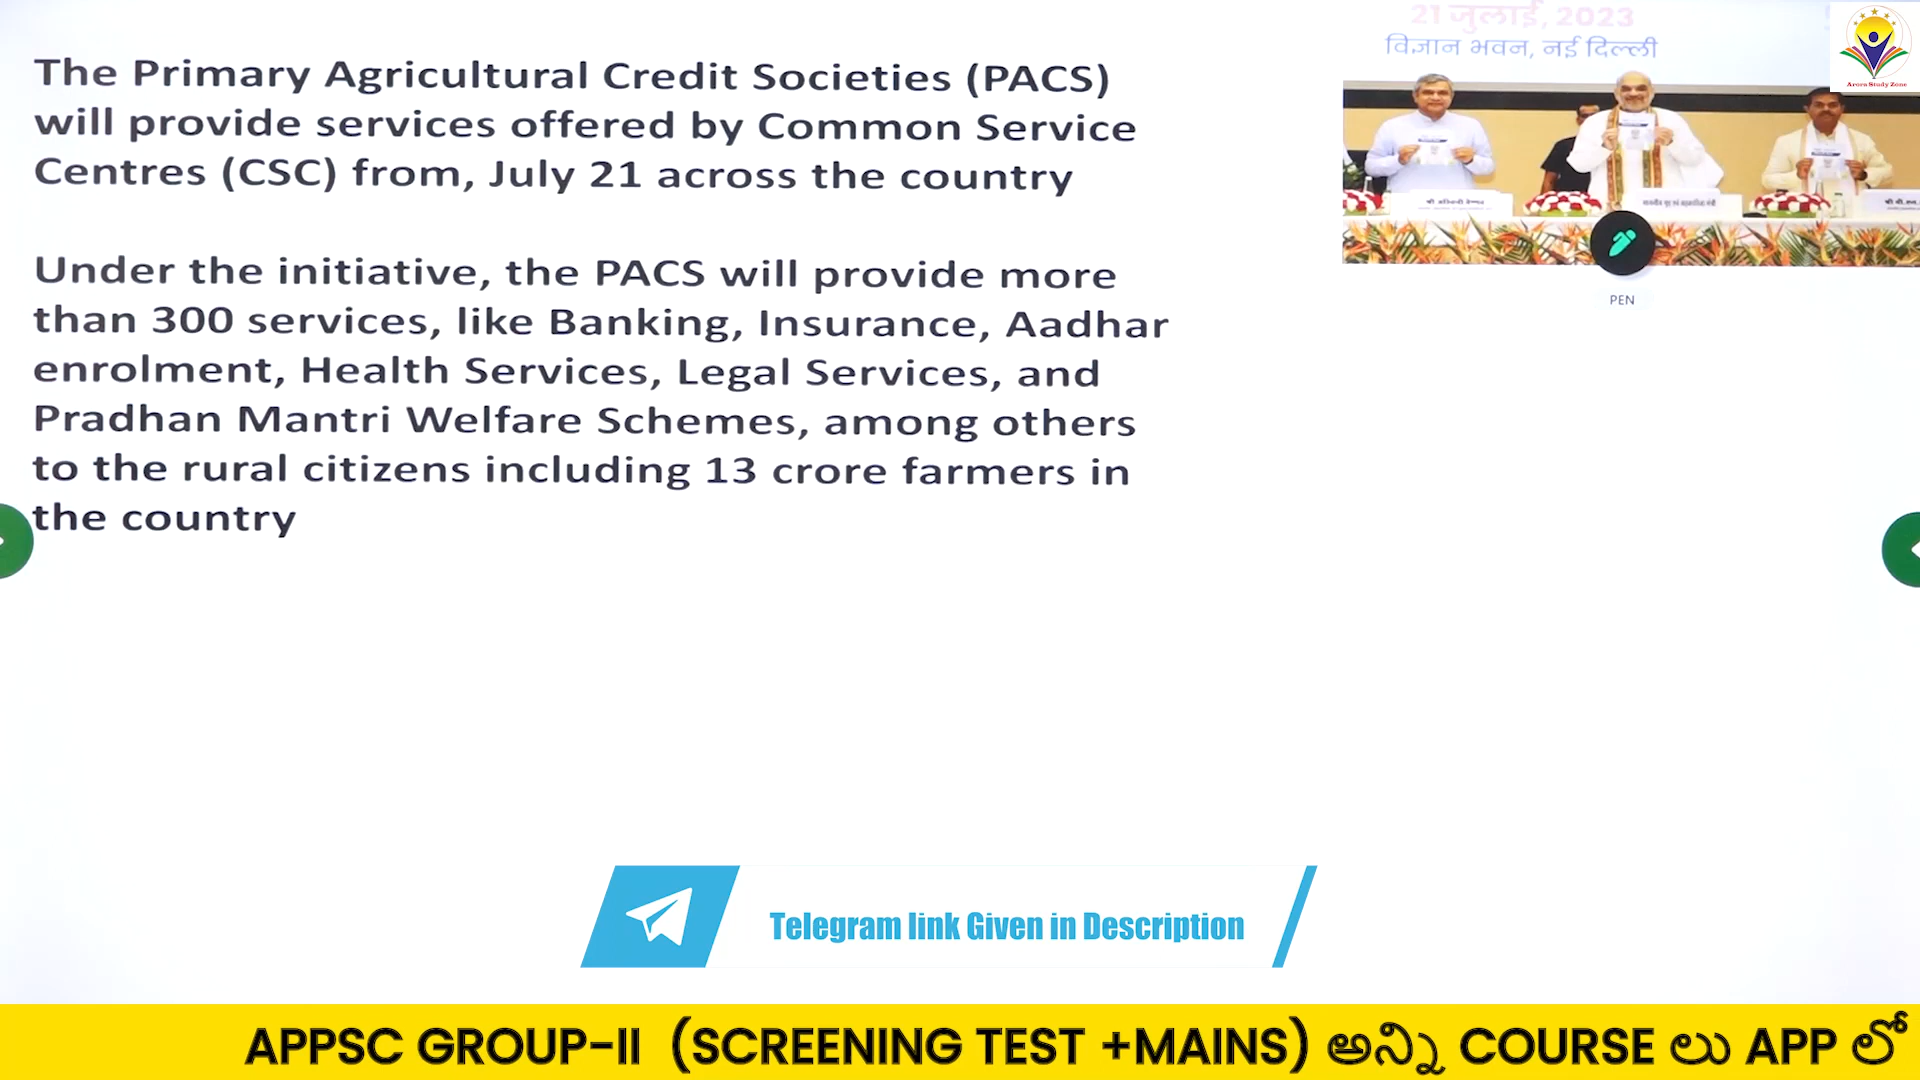 21 जुलाई, 2023
विज्ञान भवन, नई दिल्ली
Arora Study Zone
The Primary Agricultural Credit Societies (PACS)
will provide services offered by Common Service
Centres (CSC) from, July 21 across the country
Under the initiative, the PACS will provide more
than 300 services, like Banking, Insurance, Aadhar
enrolment, Health Services, Legal Services, and
Pradhan Mantri Welfare Schemes, among others
to the rural citizens including 13 crore farmers in
the country
PEN
Telegram link Given in Description
APPSC GROUP-II (SCREENING TEST +MAINS) అన్ని COURSE లు APP లో